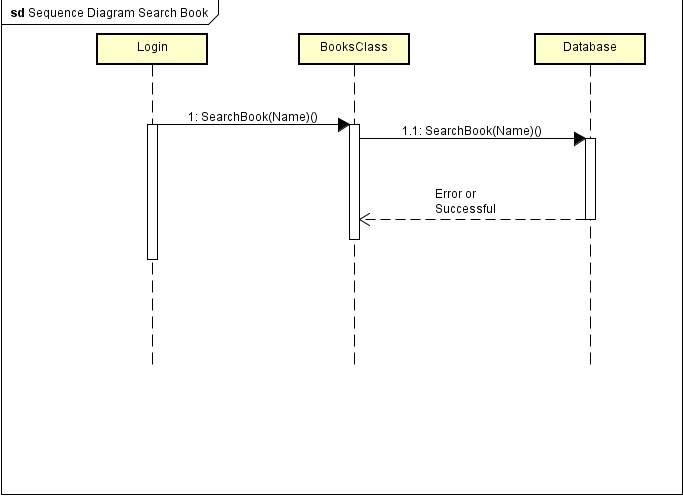 sd Sequence Diagram Search Book
Login
BooksClass
Database
1: SearchBook(Name)()
1.1: SearchBook(Name)()
Error or
Successful